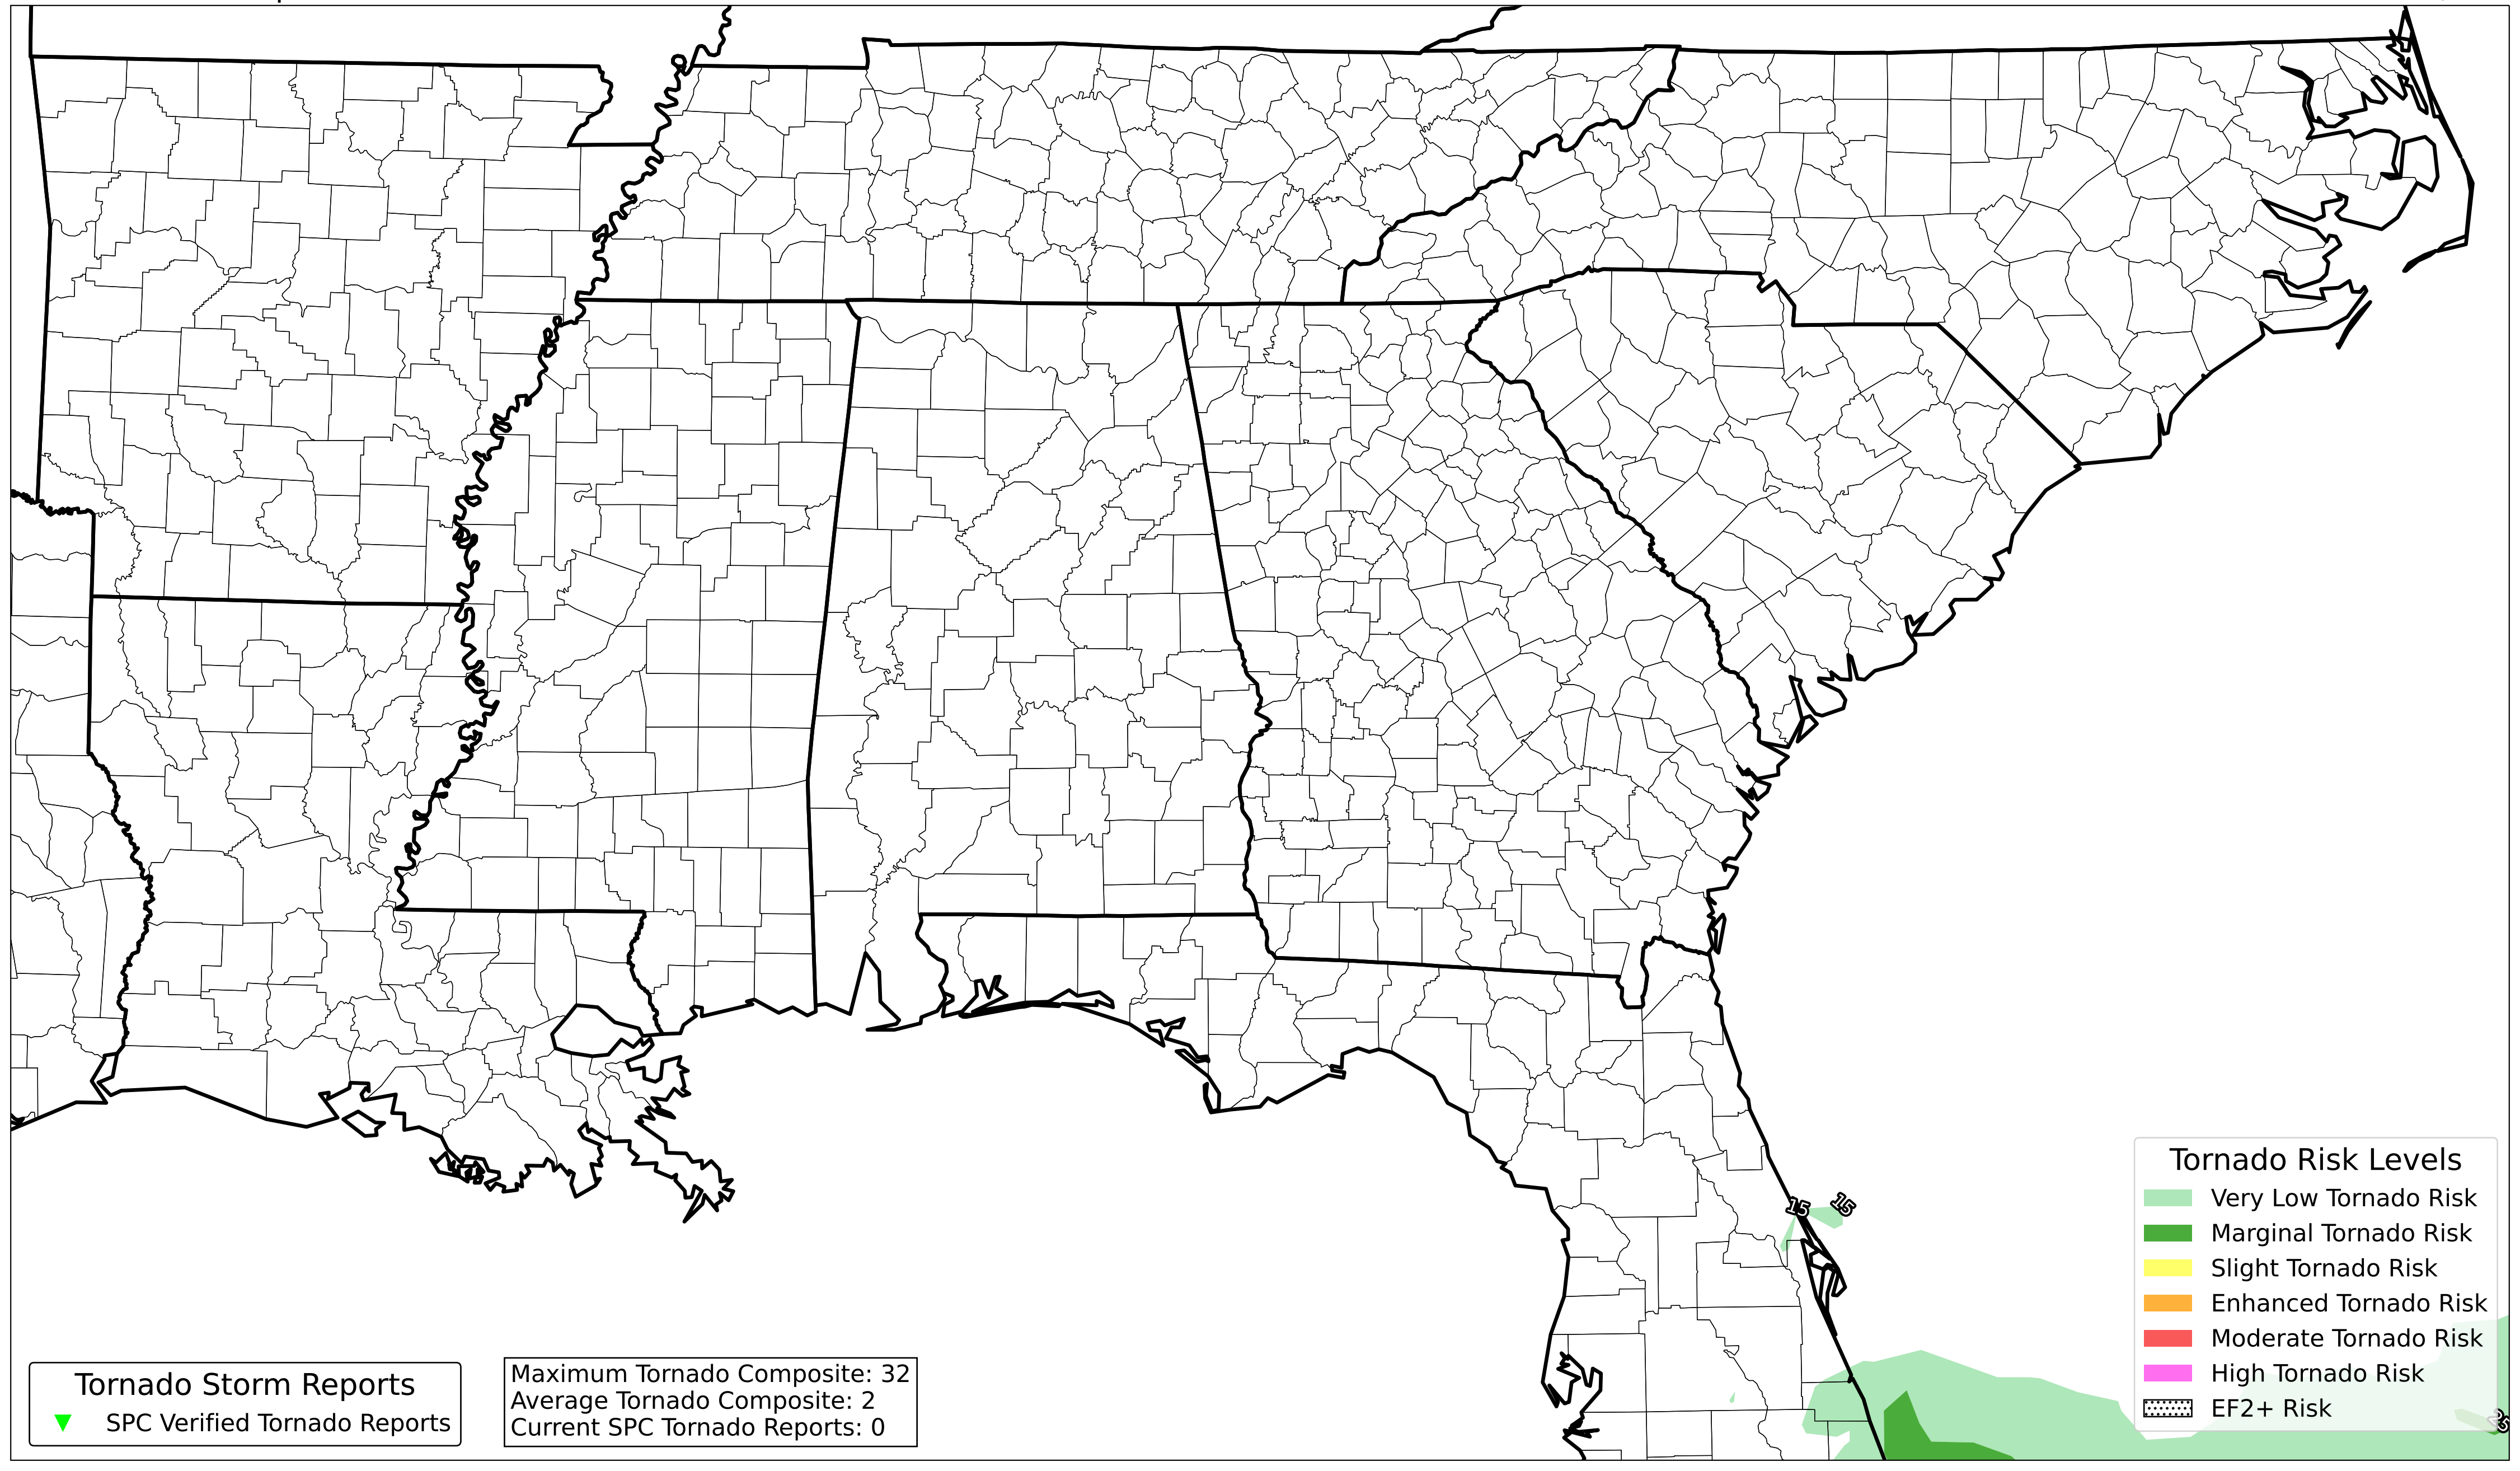 15
15
Tornado Risk Levels
Very Low Tornado Risk
Marginal Tornado Risk
Slight Tornado Risk
Enhanced Tornado Risk
Moderate Tornado Risk
High Tornado Risk
EF2+ Risk
Tornado Storm Reports
SPC Verified Tornado Reports
Maximum Tornado Composite: 32
Average Tornado Composite: 2
Current SPC Tornado Reports: 0